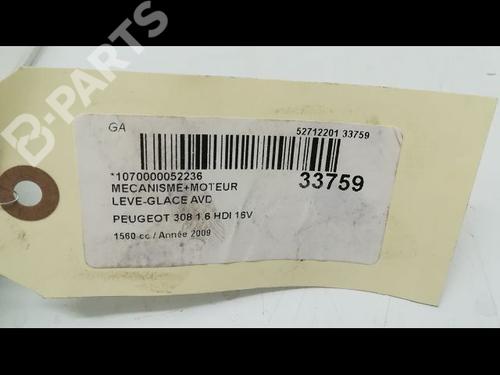 B-PARTS
GA
52712201 33759
*1070000052236
33759
MECANISME+MOTEUR
LEVE-GLACE AVD
PEUGEOT 308 1.6 HDI 16V
1560 cc / Année 2009